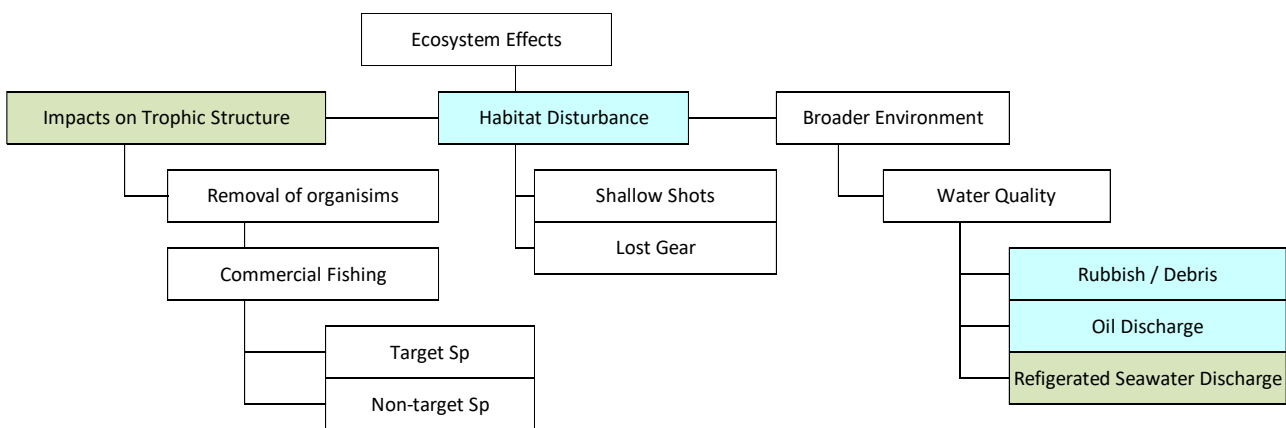 Ecosystem Effects
Impacts on Trophic Structure
Habitat Disturbance
Broader Environment
Removal of organisims
Shallow Shots
Water Quality
Lost Gear
Commercial Fishing
Rubbish / Debris
Oil Discharge
Target Sp
Refigerated Seawater Discharge
Non-target Sp